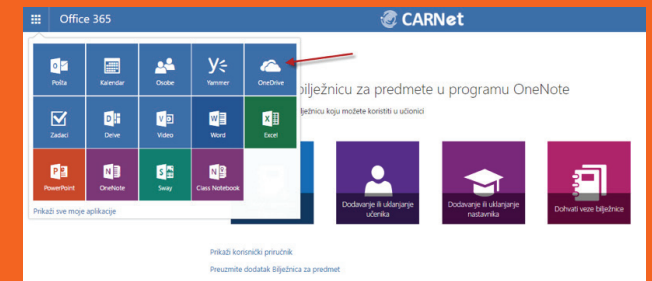 Office 365
CARNet
Pošta
Kalendar
Osobe
Yammer
OneDrive
bilježnicu za predmete u programu OneNote
lježnicu koju možete koristiti u učionici
Zadaci
Delve
Video
Word
Excel
PowerPoint
OneNote
Sway
Class Notebook
Prikaži sve moje aplikacije
Dodavanje ili uklanjanje
učenika
Dodavanje ili uklanjanje
nastavnika
Dohvati veze bilježnice
Prikaži korisnički priručnik
Preuzmite dodatak Bilježnica za predmet